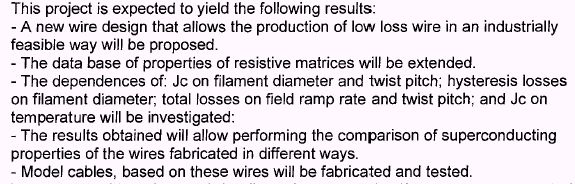 This project is expected to yield the following results:
- A new wire design that allows the production of low loss wire in an industrially
feasible way will be proposed.
- The data base of properties of resistive matrices will be extended.
- The dependences of: Jc on filament diameter and twist pitch; hysteresis losses
on filament diameter; total losses on field ramp rate and twist pitch; and Jc on
temperature will be investigated:
- The results obtained will allow performing the comparison of superconducting
properties of the wires fabricated in different ways.
- Model cables, based on these wires will be fabricated and tested.